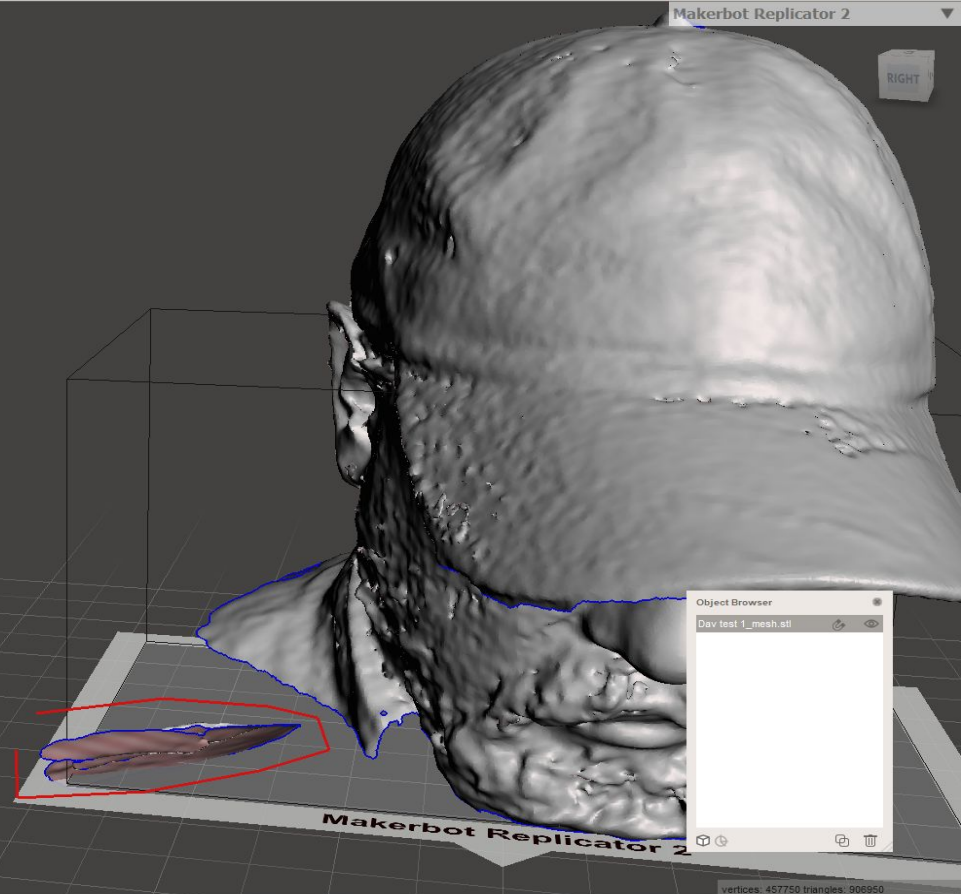 Makerbot Replicator 2
RIGHT
Object Browser
Dav test 1_mesh.stl
Makerbot Replicator 2
vertices: 457750 triangles: 906950